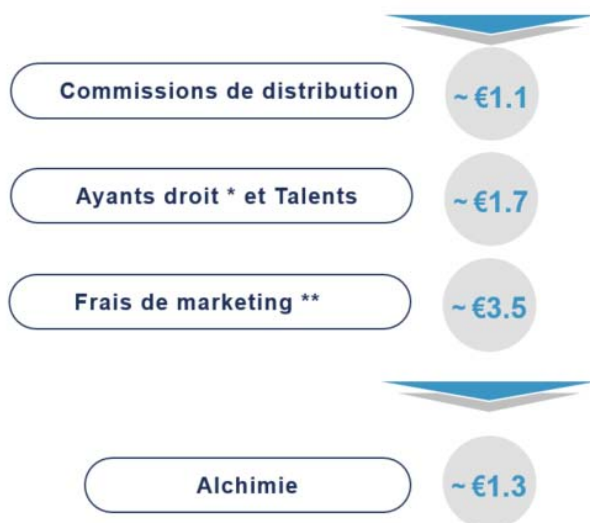 Commissions de distribution ~ €1.1
Ayants droit * et Talents ~ €1.7
Frais de marketing ** ~ €3.5
Alchimie ~ €1.3